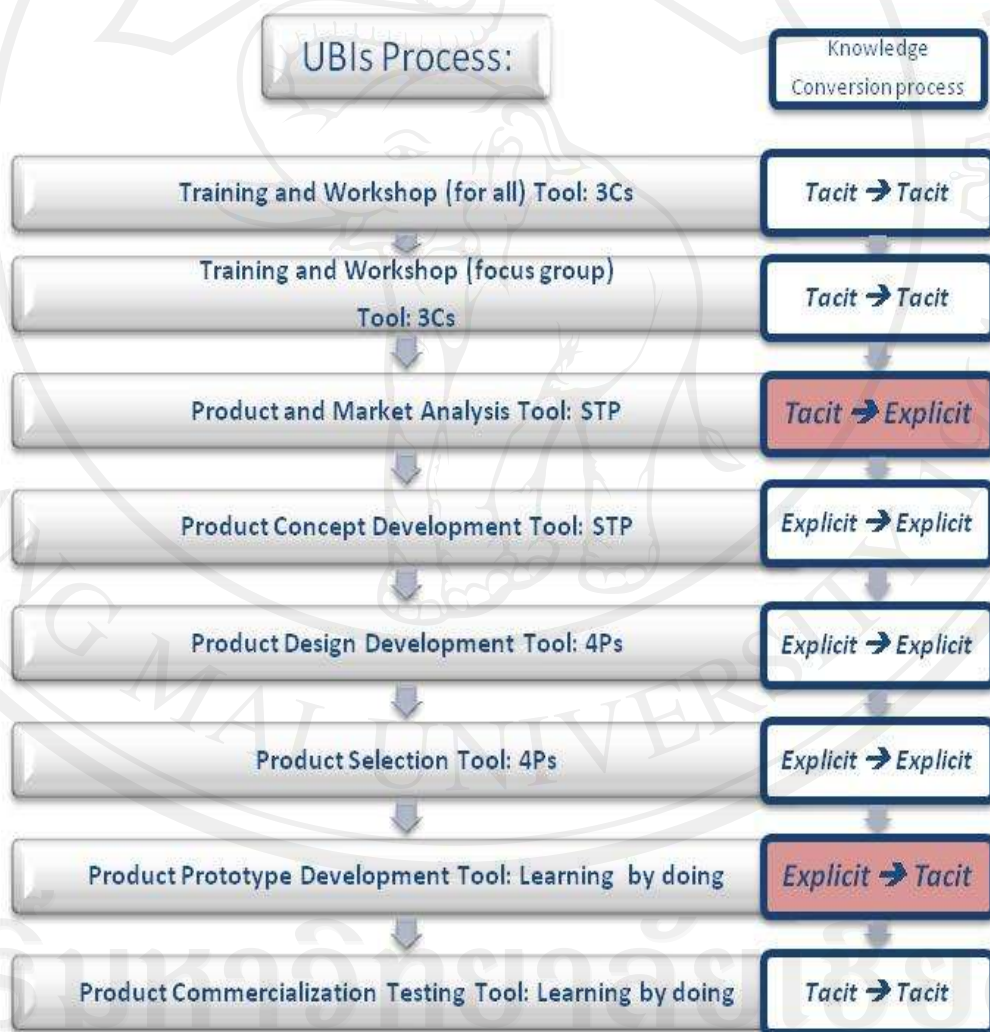 UBIs Process:
Knowledge
Conversion process
Training and Workshop (for all) Tool: 3Cs
Tacit → Tacit
Training and Workshop (focus group)
Tool: 3Cs
Tacit → Tacit
Product and Market Analysis Tool: STP
Tacit → Explicit
Product Concept Development Tool: STP
Explicit → Explicit
Product Design Development Tool: 4Ps
Explicit → Explicit
Product Selection Tool: 4Ps
Explicit → Explicit
Product Prototype Development Tool: Learning by doing
Explicit → Tacit
Product Commercialization Testing Tool: Learning by doing
Tacit → Tacit
NG MAI UNIVERSITY